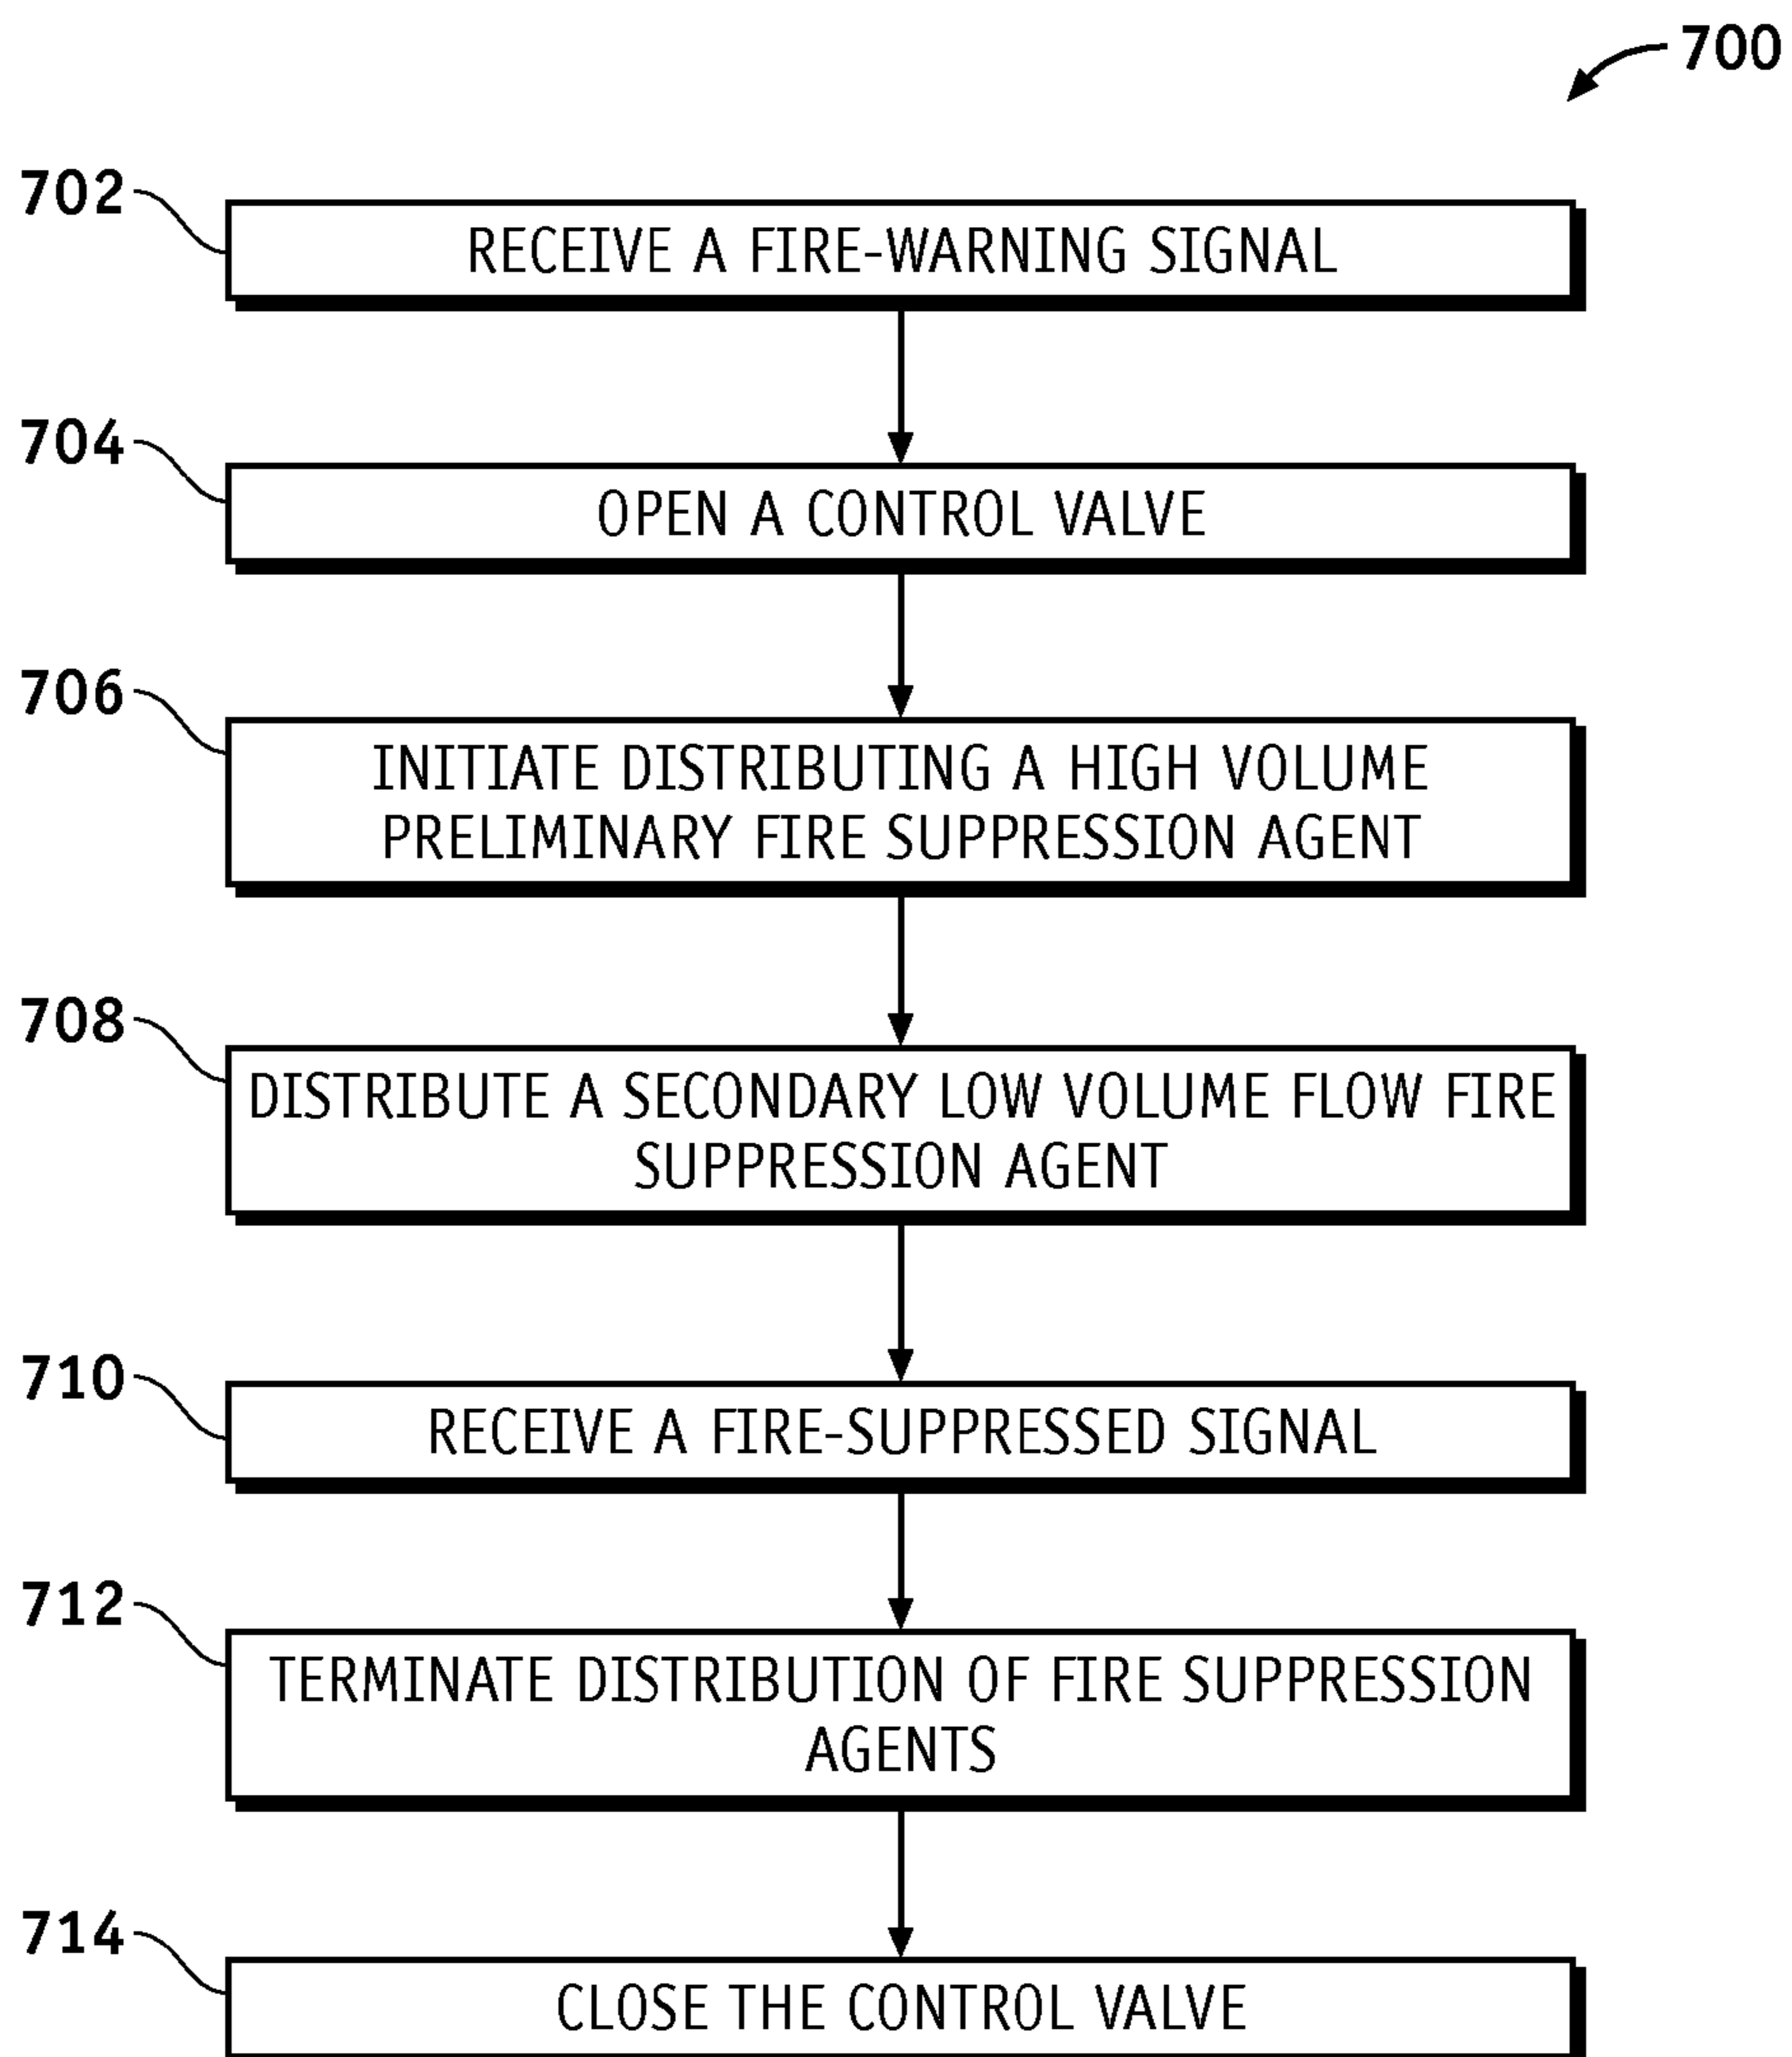 700
702
RECEIVE A FIRE-WARNING SIGNAL
704
OPEN A CONTROL VALVE
706
INITIATE DISTRIBUTING A HIGH VOLUME
PRELIMINARY FIRE SUPPRESSION AGENT
708
DISTRIBUTE A SECONDARY LOW VOLUME FLOW FIRE
SUPPRESSION AGENT
710
RECEIVE A FIRE-SUPPRESSED SIGNAL
712
TERMINATE DISTRIBUTION OF FIRE SUPPRESSION
AGENTS
714
CLOSE THE CONTROL VALVE